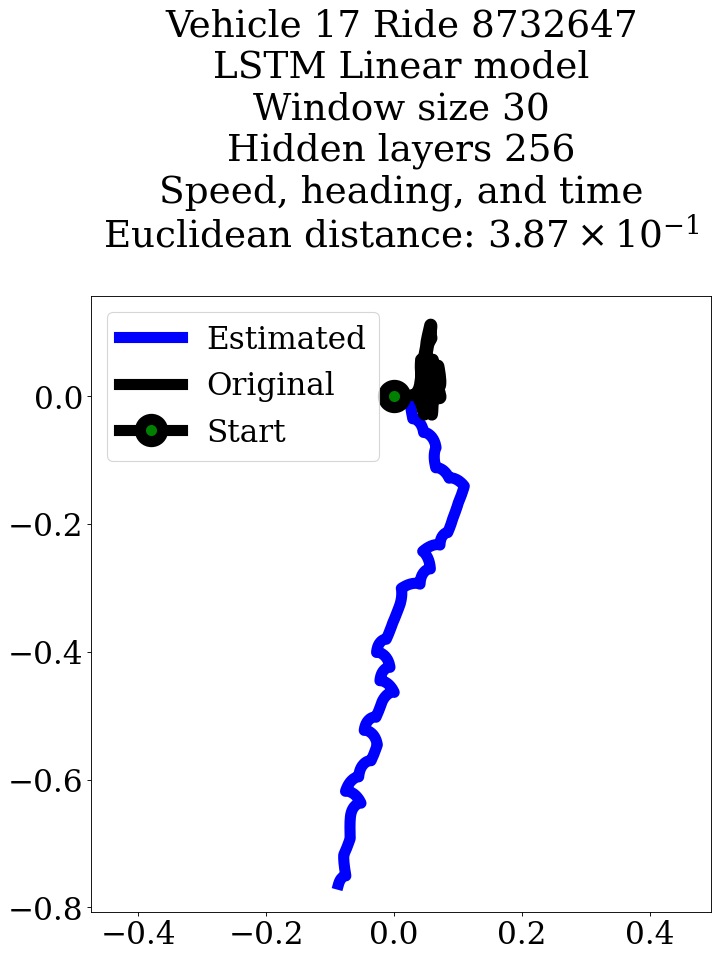 Vehicle 17 Ride 8732647
LSTM Linear model
Window size 30
Hidden layers 256
Speed, heading, and time
Euclidean distance: 3.87 × 10⁻¹
Estimated
Original
Start
0.0
−0.2
−0.4
−0.6
−0.8
−0.4 −0.2 0.0 0.2 0.4